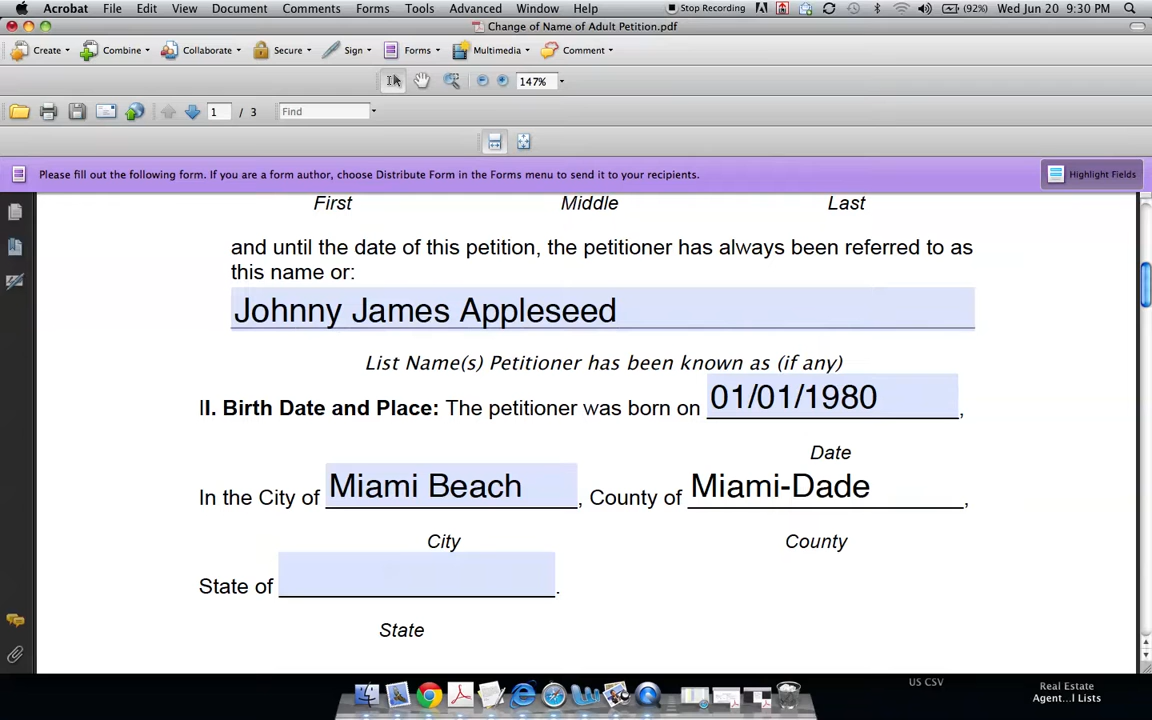 Acrobat File Edit View Document Comments Forms Tools Advanced Window Help Stop Recording (92%) Wed Jun 20 9:30 PM
Change of Name of Adult Petition.pdf
Create Combine Collaborate Secure Sign Forms Multimedia Comment
147%
1 / 3 Find
Please fill out the following form. If you are a form author, choose Distribute Form in the Forms menu to send it to your recipients. Highlight Fields
First Middle Last
and until the date of this petition, the petitioner has always been referred to as
this name or:
Johnny James Appleseed
List Name(s) Petitioner has been known as (if any)
II. Birth Date and Place: The petitioner was born on 01/01/1980,
Date
In the City of Miami Beach, County of Miami-Dade,
City County
State of .
State
US CSV
Real Estate
Agent...l Lists